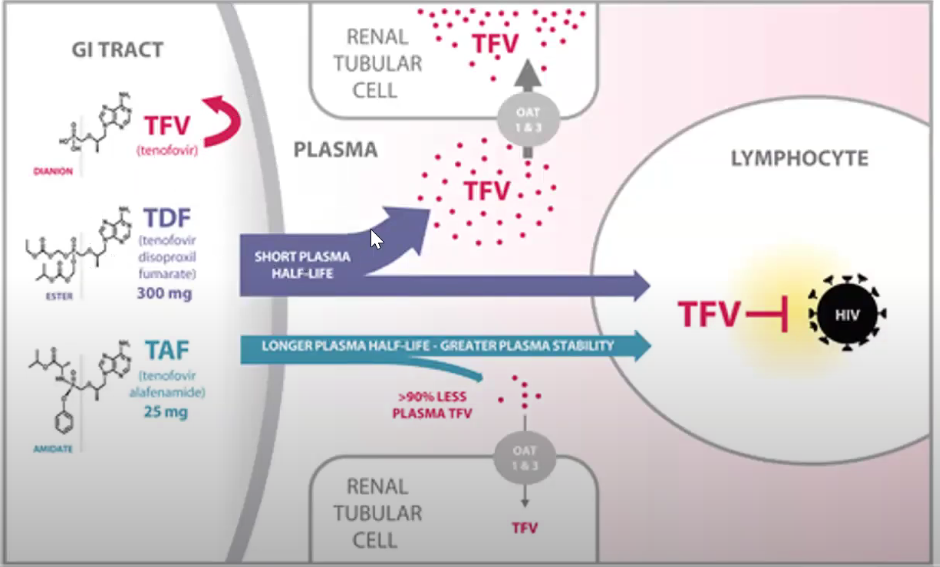 GI TRACT
TFV
(tenofovir)
DIANION
TDF
(tenofovir
disoproxil
fumarate)
300 mg
ESTER
TAF
(tenofovir
alafenamide)
25 mg
AMIDATE
RENAL
TUBULAR
CELL
TFV
OAT
1 & 3
PLASMA
TFV
SHORT PLASMA
HALF-LIFE
LONGER PLASMA HALF-LIFE - GREATER PLASMA STABILITY
>90% LESS
PLASMA TFV
OAT
1 & 3
RENAL
TUBULAR
CELL
TFV
LYMPHOCYTE
TFV
HIV